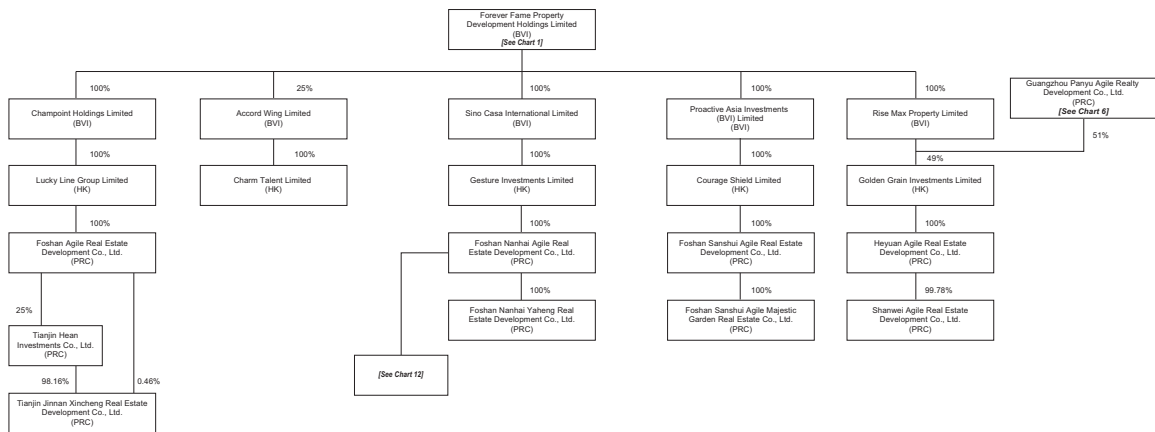 Forever Fame Property
Development Holdings Limited
(BVI)
[See Chart 1]
100%
25%
100%
100%
100%
Champoint Holdings Limited
(BVI)
Accord Wing Limited
(BVI)
Sino Casa International Limited
(BVI)
Proactive Asia Investments
(BVI) Limited
(BVI)
Rise Max Property Limited
(BVI)
Guangzhou Panyu Agile Realty
Development Co., Ltd.
(PRC)
[See Chart 6]
51%
100%
100%
100%
100%
49%
Lucky Line Group Limited
(HK)
Charm Talent Limited
(HK)
Gesture Investments Limited
(HK)
Courage Shield Limited
(HK)
Golden Grain Investments Limited
(HK)
100%
100%
100%
100%
Foshan Agile Real Estate
Development Co., Ltd.
(PRC)
Foshan Nanhai Agile Real
Estate Development Co., Ltd.
(PRC)
Foshan Sanshui Agile Real Estate
Development Co., Ltd.
(PRC)
Heyuan Agile Real Estate
Development Co., Ltd.
(PRC)
25%
100%
100%
99.78%
Tianjin Hean
Investments Co., Ltd.
(PRC)
Foshan Nanhai Yaheng Real
Estate Development Co., Ltd.
(PRC)
Foshan Sanshui Agile Majestic
Garden Real Estate Co., Ltd.
(PRC)
Shanwei Agile Real Estate
Development Co., Ltd.
(PRC)
[See Chart 12]
98.16%
0.46%
Tianjin Jinnan Xincheng Real Estate
Development Co., Ltd.
(PRC)